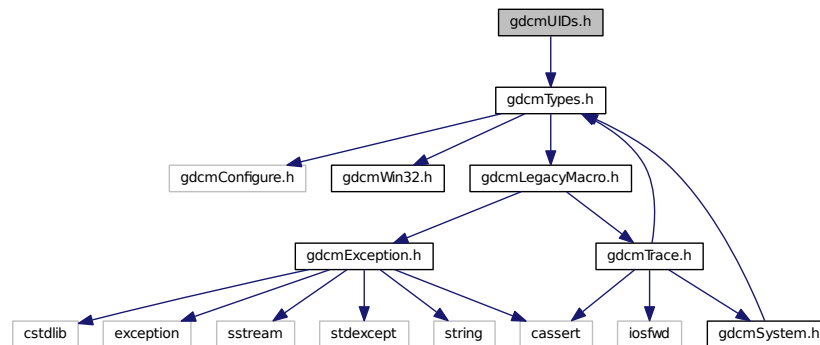 gdcmUIDs.h
gdcmTypes.h
gdcmConfigure.h
gdcmWin32.h
gdcmLegacyMacro.h
gdcmException.h
gdcmTrace.h
cstdlib
exception
sstream
stdexcept
string
cassert
iosfwd
gdcmSystem.h